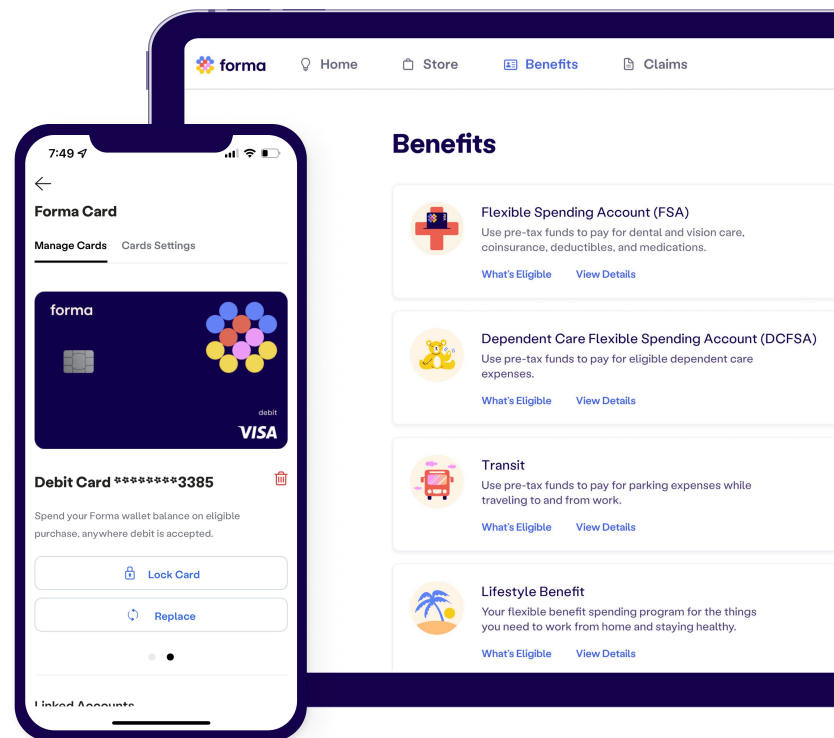 forma
Home
Store
Benefits
Claims
Benefits
Flexible Spending Account (FSA)
Use pre-tax funds to pay for dental and vision care,
coinsurance, deductibles, and medications.
What's Eligible View Details
Dependent Care Flexible Spending Account (DCFSA)
Use pre-tax funds to pay for eligible dependent care
expenses.
What's Eligible View Details
Transit
Use pre-tax funds to pay for parking expenses while
traveling to and from work.
What's Eligible View Details
Lifestyle Benefit
Your flexible benefit spending program for the things
you need to work from home and staying healthy.
What's Eligible View Details
7:49
Forma Card
Manage Cards Cards Settings
forma
debit
VISA
Debit Card ********3385
Spend your Forma wallet balance on eligible
purchase, anywhere debit is accepted.
Lock Card
Replace
Linked Accounts